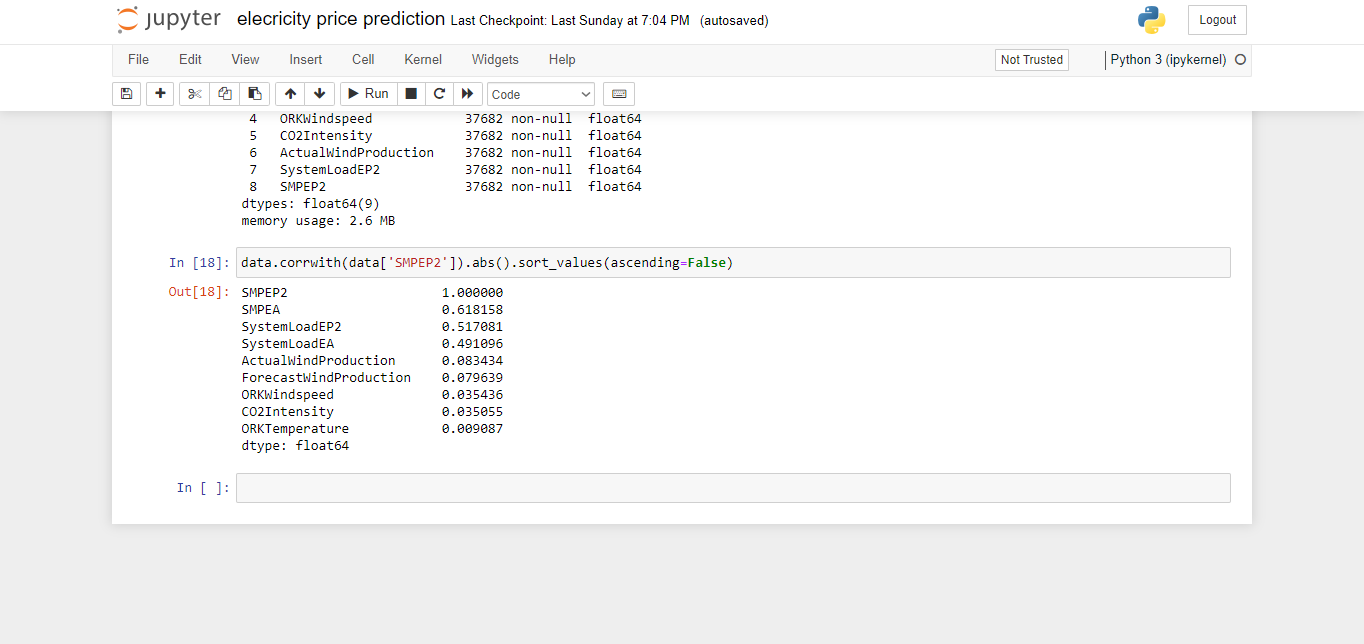 jupyter elecricity price prediction Last Checkpoint: Last Sunday at 7:04 PM (autosaved) Logout
File Edit View Insert Cell Kernel Widgets Help Not Trusted Python 3 (ipykernel)
Run Code
4 ORKWindspeed 37682 non-null float64
5 CO2Intensity 37682 non-null float64
6 ActualWindProduction 37682 non-null float64
7 SystemLoadEP2 37682 non-null float64
8 SMPEP2 37682 non-null float64
dtypes: float64(9)
memory usage: 2.6 MB
In [18]: data.corrwith(data['SMPEP2']).abs().sort_values(ascending=False)
Out[18]: SMPEP2 1.000000
SMPEA 0.618158
SystemLoadEP2 0.517081
SystemLoadEA 0.491096
ActualWindProduction 0.083434
ForecastWindProduction 0.079639
ORKWindspeed 0.035436
CO2Intensity 0.035055
ORKTemperature 0.009087
dtype: float64
In [ ]: